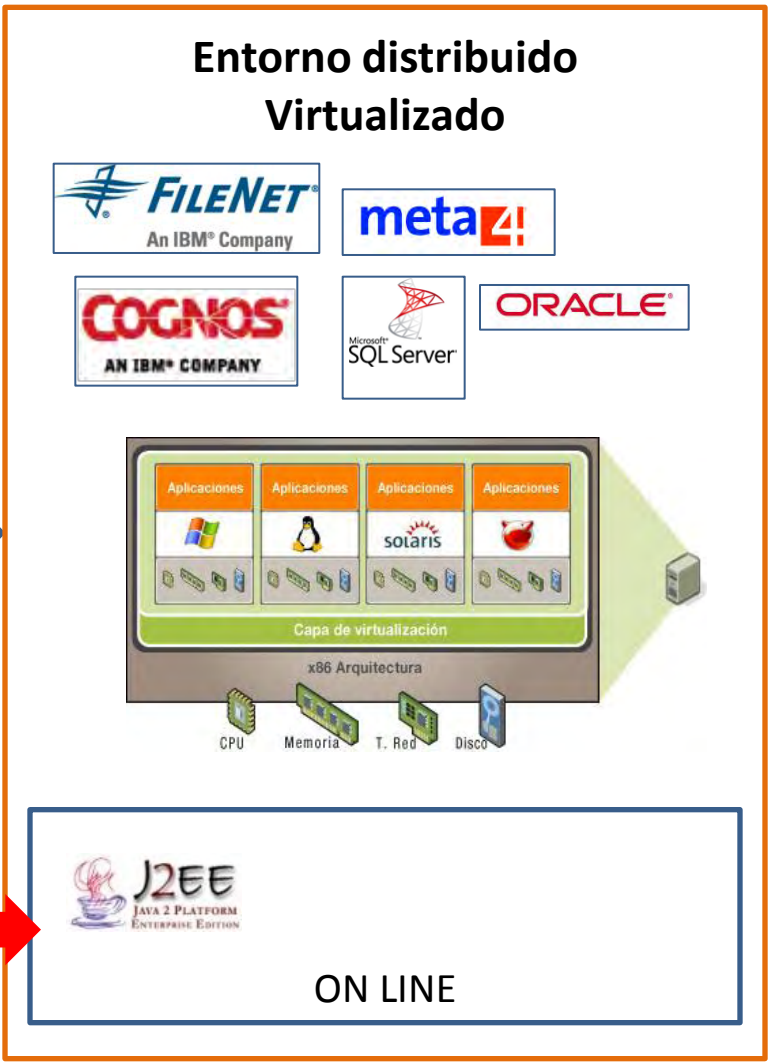 Entorno distribuido
Virtualizado
FILENET®
An IBM® Company
meta4!
COGNOS®
AN IBM® COMPANY
Microsoft®
SQL Server®
ORACLE®
Aplicaciones Aplicaciones Aplicaciones Aplicaciones
solaris
Capa de virtualización
x86 Arquitectura
CPU Memoria T. Red Disco
J2EE
JAVA 2 PLATFORM
ENTERPRISE EDITION
ON LINE